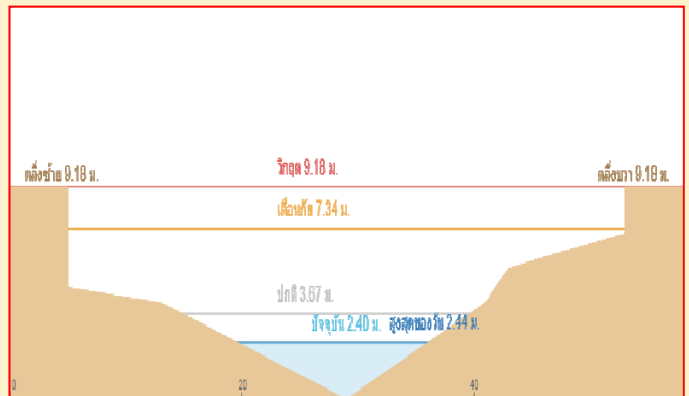 วิกฤต 9.18 ม.
ตลิ่งซ้าย 9.18 ม.
ตลิ่งขวา 9.18 ม.
เตือนภัย 7.34 ม.
ปกติ 3.67 ม.
ปัจจุบัน 2.40 ม. สูงสุดของวัน 2.44 ม.
0 20 40